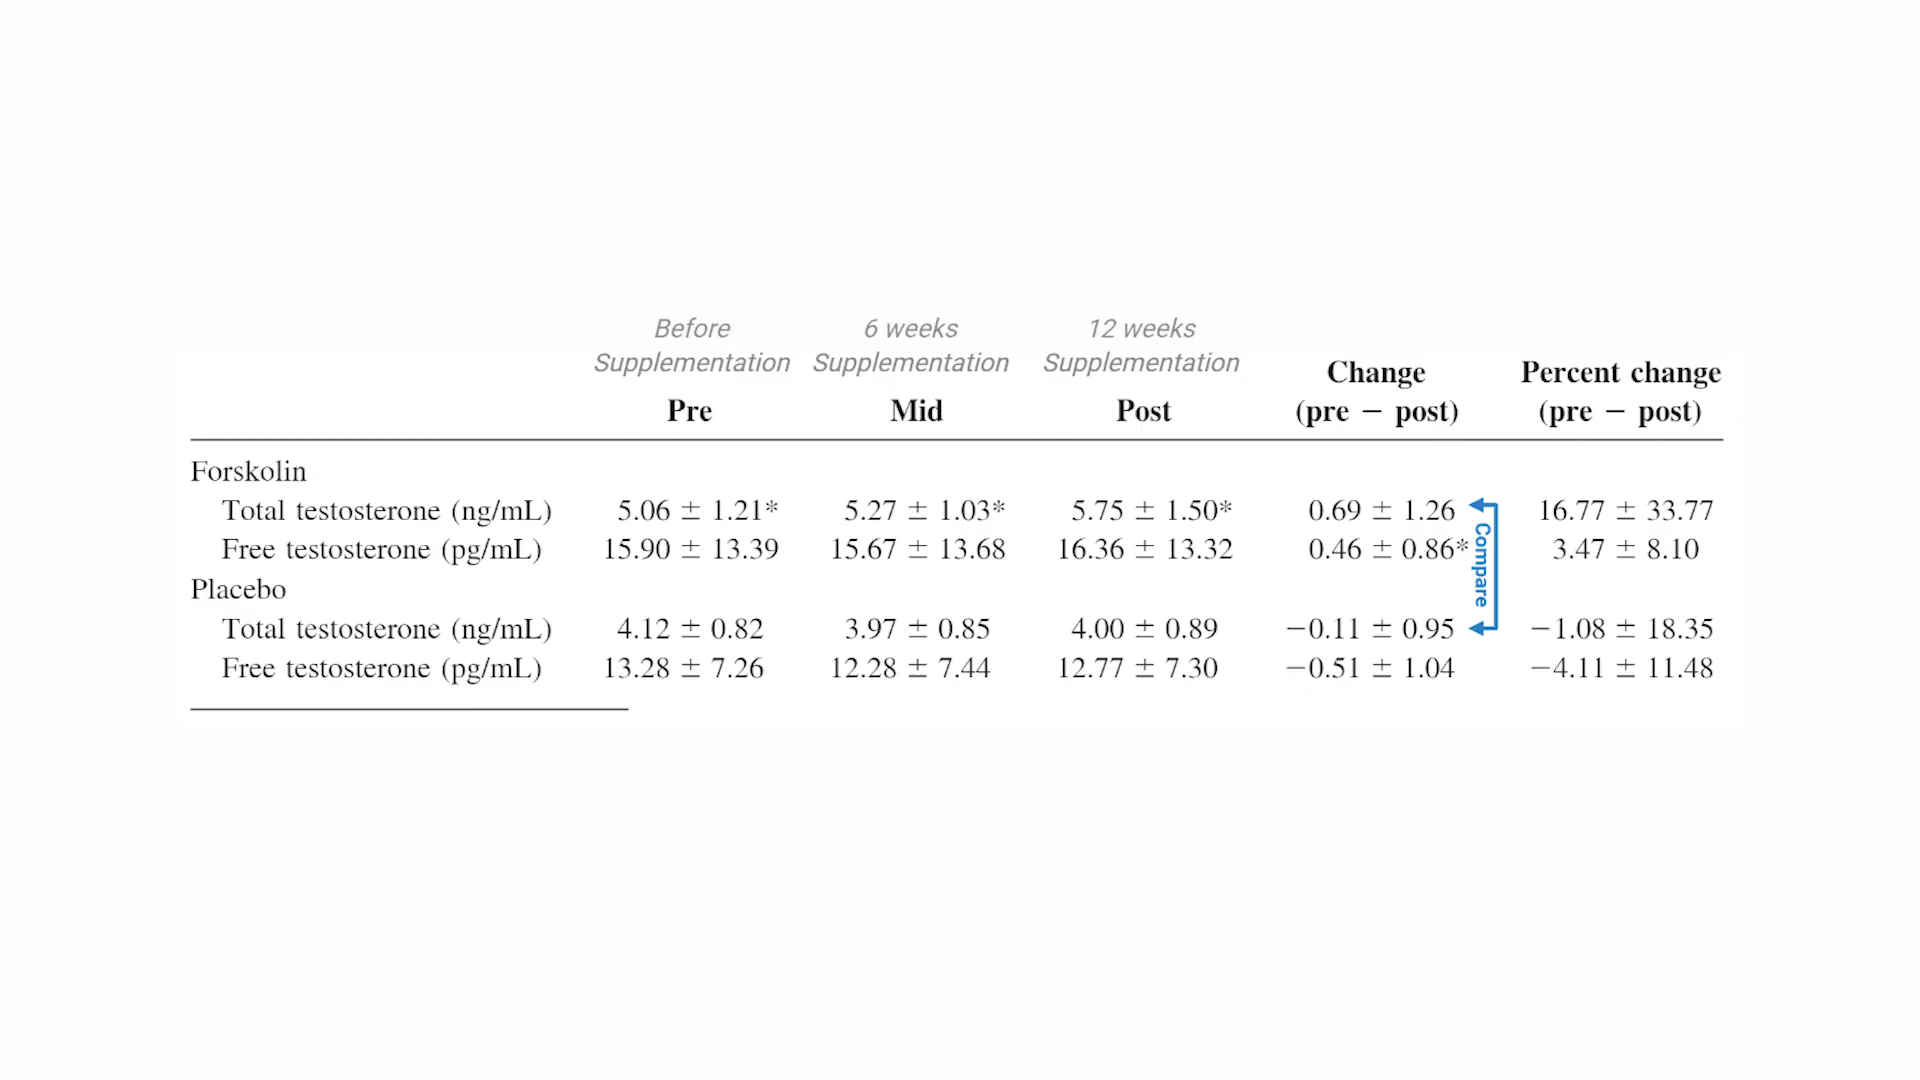 Before 6 weeks 12 weeks
Supplementation Supplementation Supplementation
Change Percent change
Pre Mid Post (pre − post) (pre − post)
Forskolin
Total testosterone (ng/mL) 5.06 ± 1.21* 5.27 ± 1.03* 5.75 ± 1.50* 0.69 ± 1.26 16.77 ± 33.77
Free testosterone (pg/mL) 15.90 ± 13.39 15.67 ± 13.68 16.36 ± 13.32 0.46 ± 0.86* 3.47 ± 8.10
Compare
Placebo
Total testosterone (ng/mL) 4.12 ± 0.82 3.97 ± 0.85 4.00 ± 0.89 −0.11 ± 0.95 −1.08 ± 18.35
Free testosterone (pg/mL) 13.28 ± 7.26 12.28 ± 7.44 12.77 ± 7.30 −0.51 ± 1.04 −4.11 ± 11.48